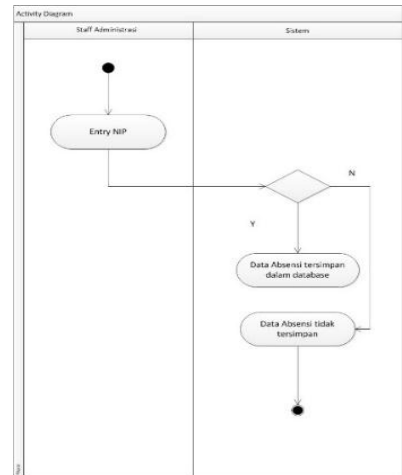 Activity Diagram
Staff Administrasi
Sistem
Entry NIP
N
Y
Data Absensi tersimpan
dalam database
Data Absensi tidak
tersimpan